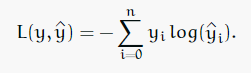 L(y, ŷ) = − ∑_{i=0}^{n} y_i log(ŷ_i).